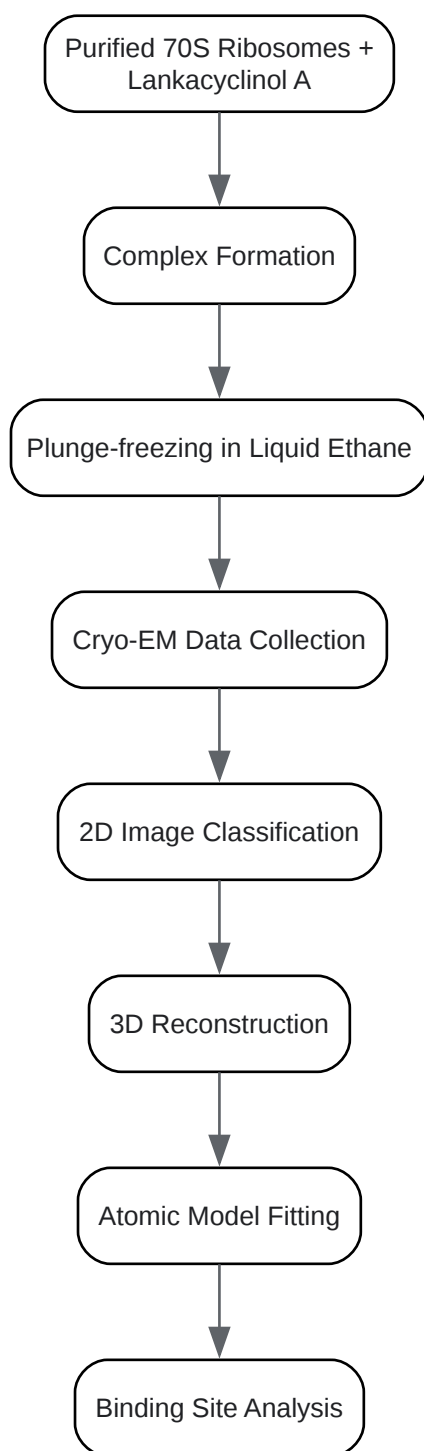 Purified 70S Ribosomes +
Lankacyclinol A
Complex Formation
Plunge-freezing in Liquid Ethane
Cryo-EM Data Collection
2D Image Classification
3D Reconstruction
Atomic Model Fitting
Binding Site Analysis